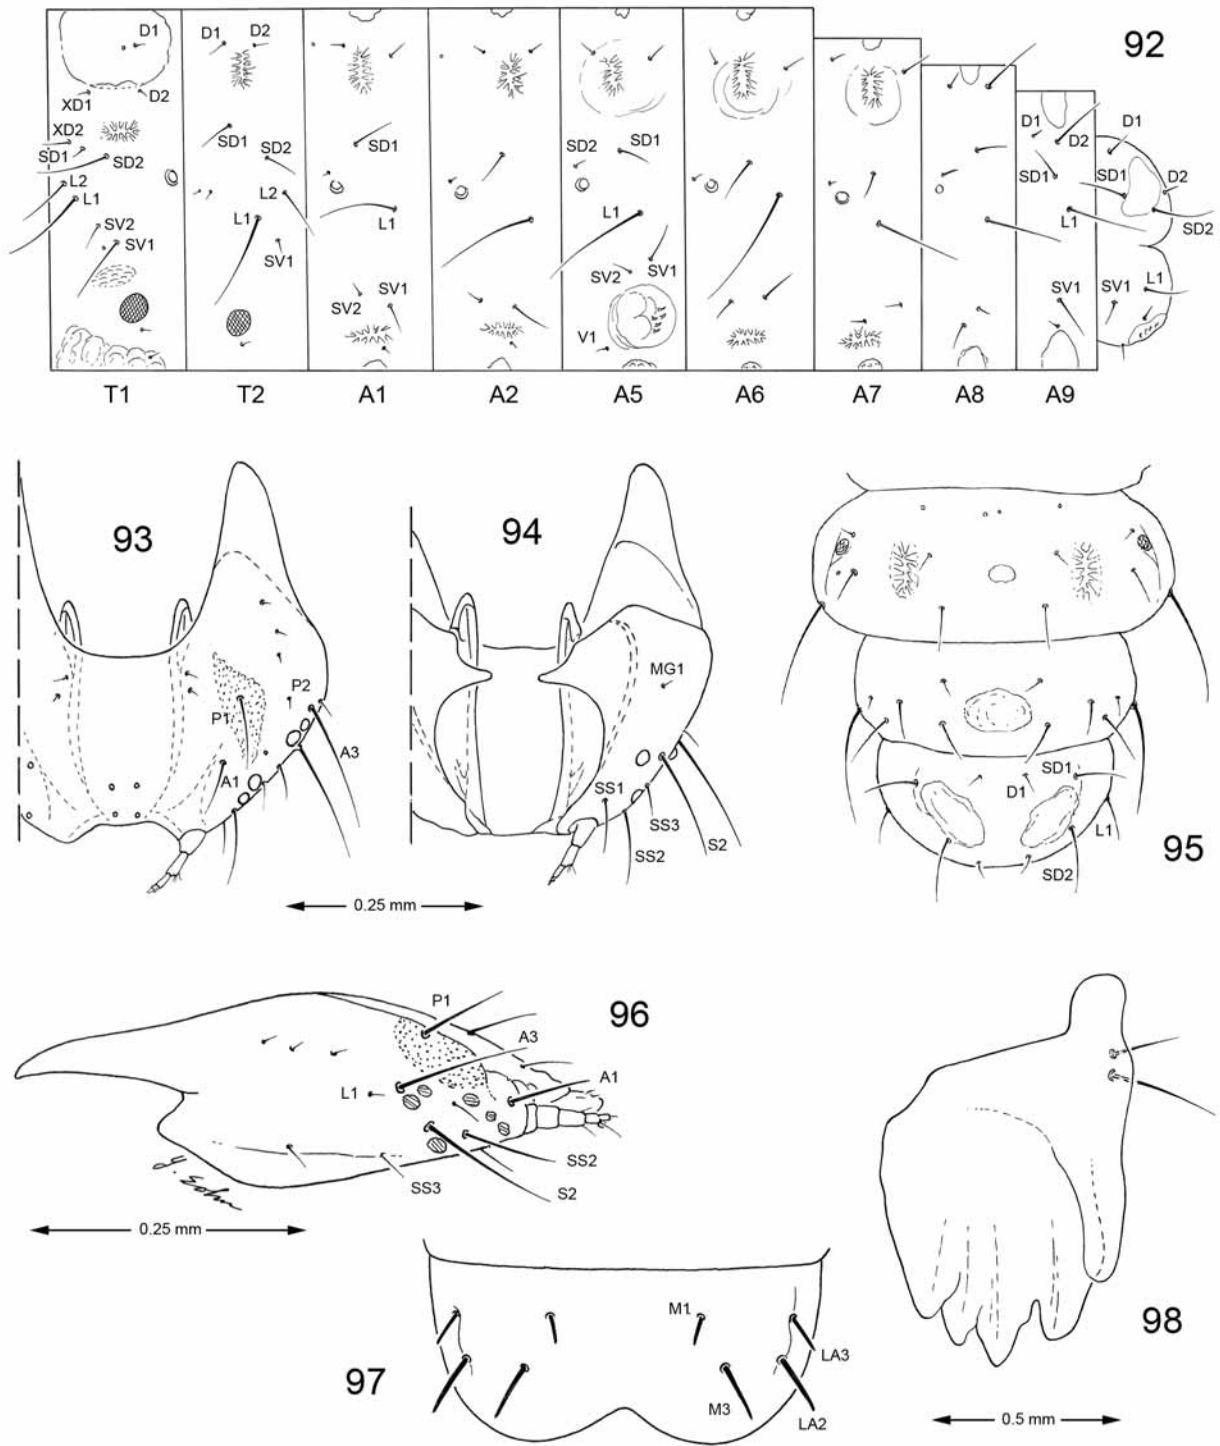 92
D1
XD1
D2
XD2
SD1
SD2
L2
L1
SV2
SV1
D1
D2
SD1
SD2
L2
L1
SV1
SD1
L1
SV1
SV2
SD2
SD1
L1
SV2
SV1
V1
D1
D2
SD1
L1
SV1
D1
SD1
D2
SD2
SV1
L1
T1 T2 A1 A2 A5 A6 A7 A8 A9
93
P2
P1
A1
A3
94
MG1
SS1
SS3
SS2
S2
0.25 mm
95
SD1
D1
L1
SD2
96
P1
A3
L1
A1
SS2
SS3
S2
0.25 mm
97
M1
LA3
M3
LA2
98
0.5 mm